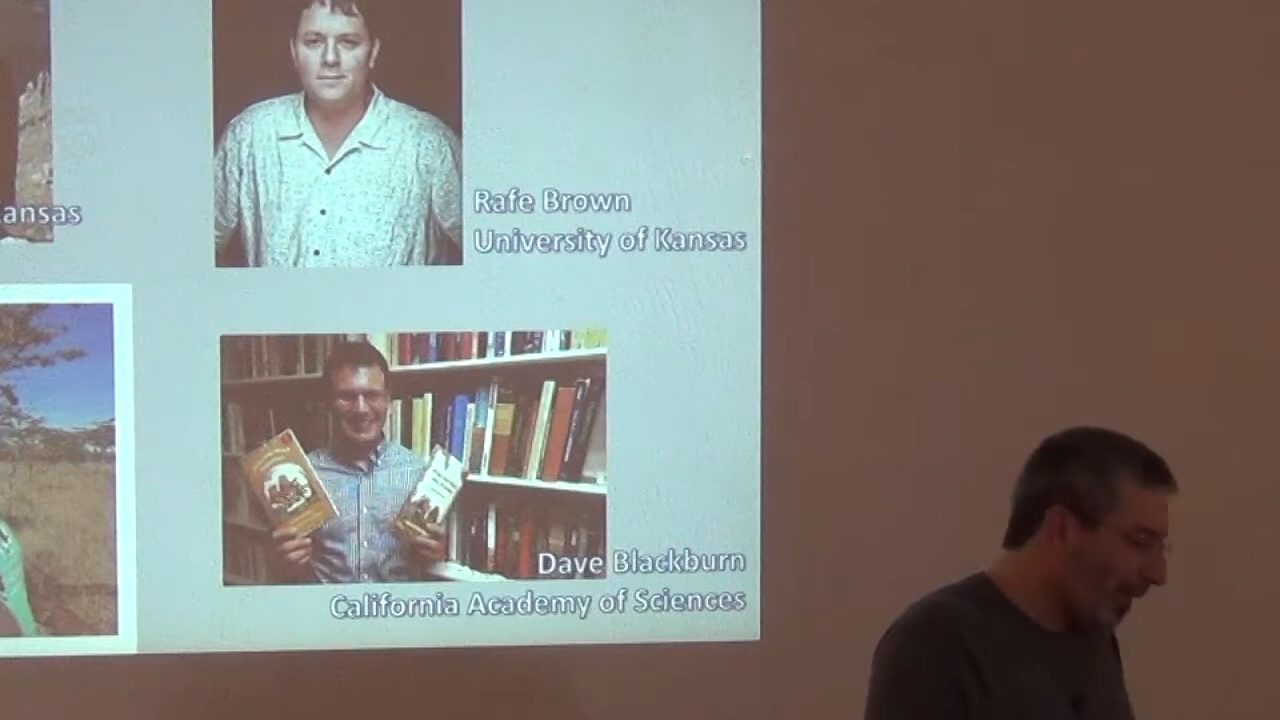 ansas
Rafe Brown
University of Kansas
Dave Blackburn
California Academy of Sciences